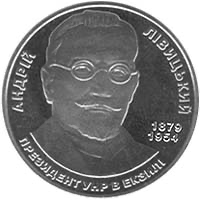 АНДРІЙ
ЛІВИЦЬКИЙ
1879
1954
ПРЕЗИДЕНТ УНР В ЕКЗИЛІ